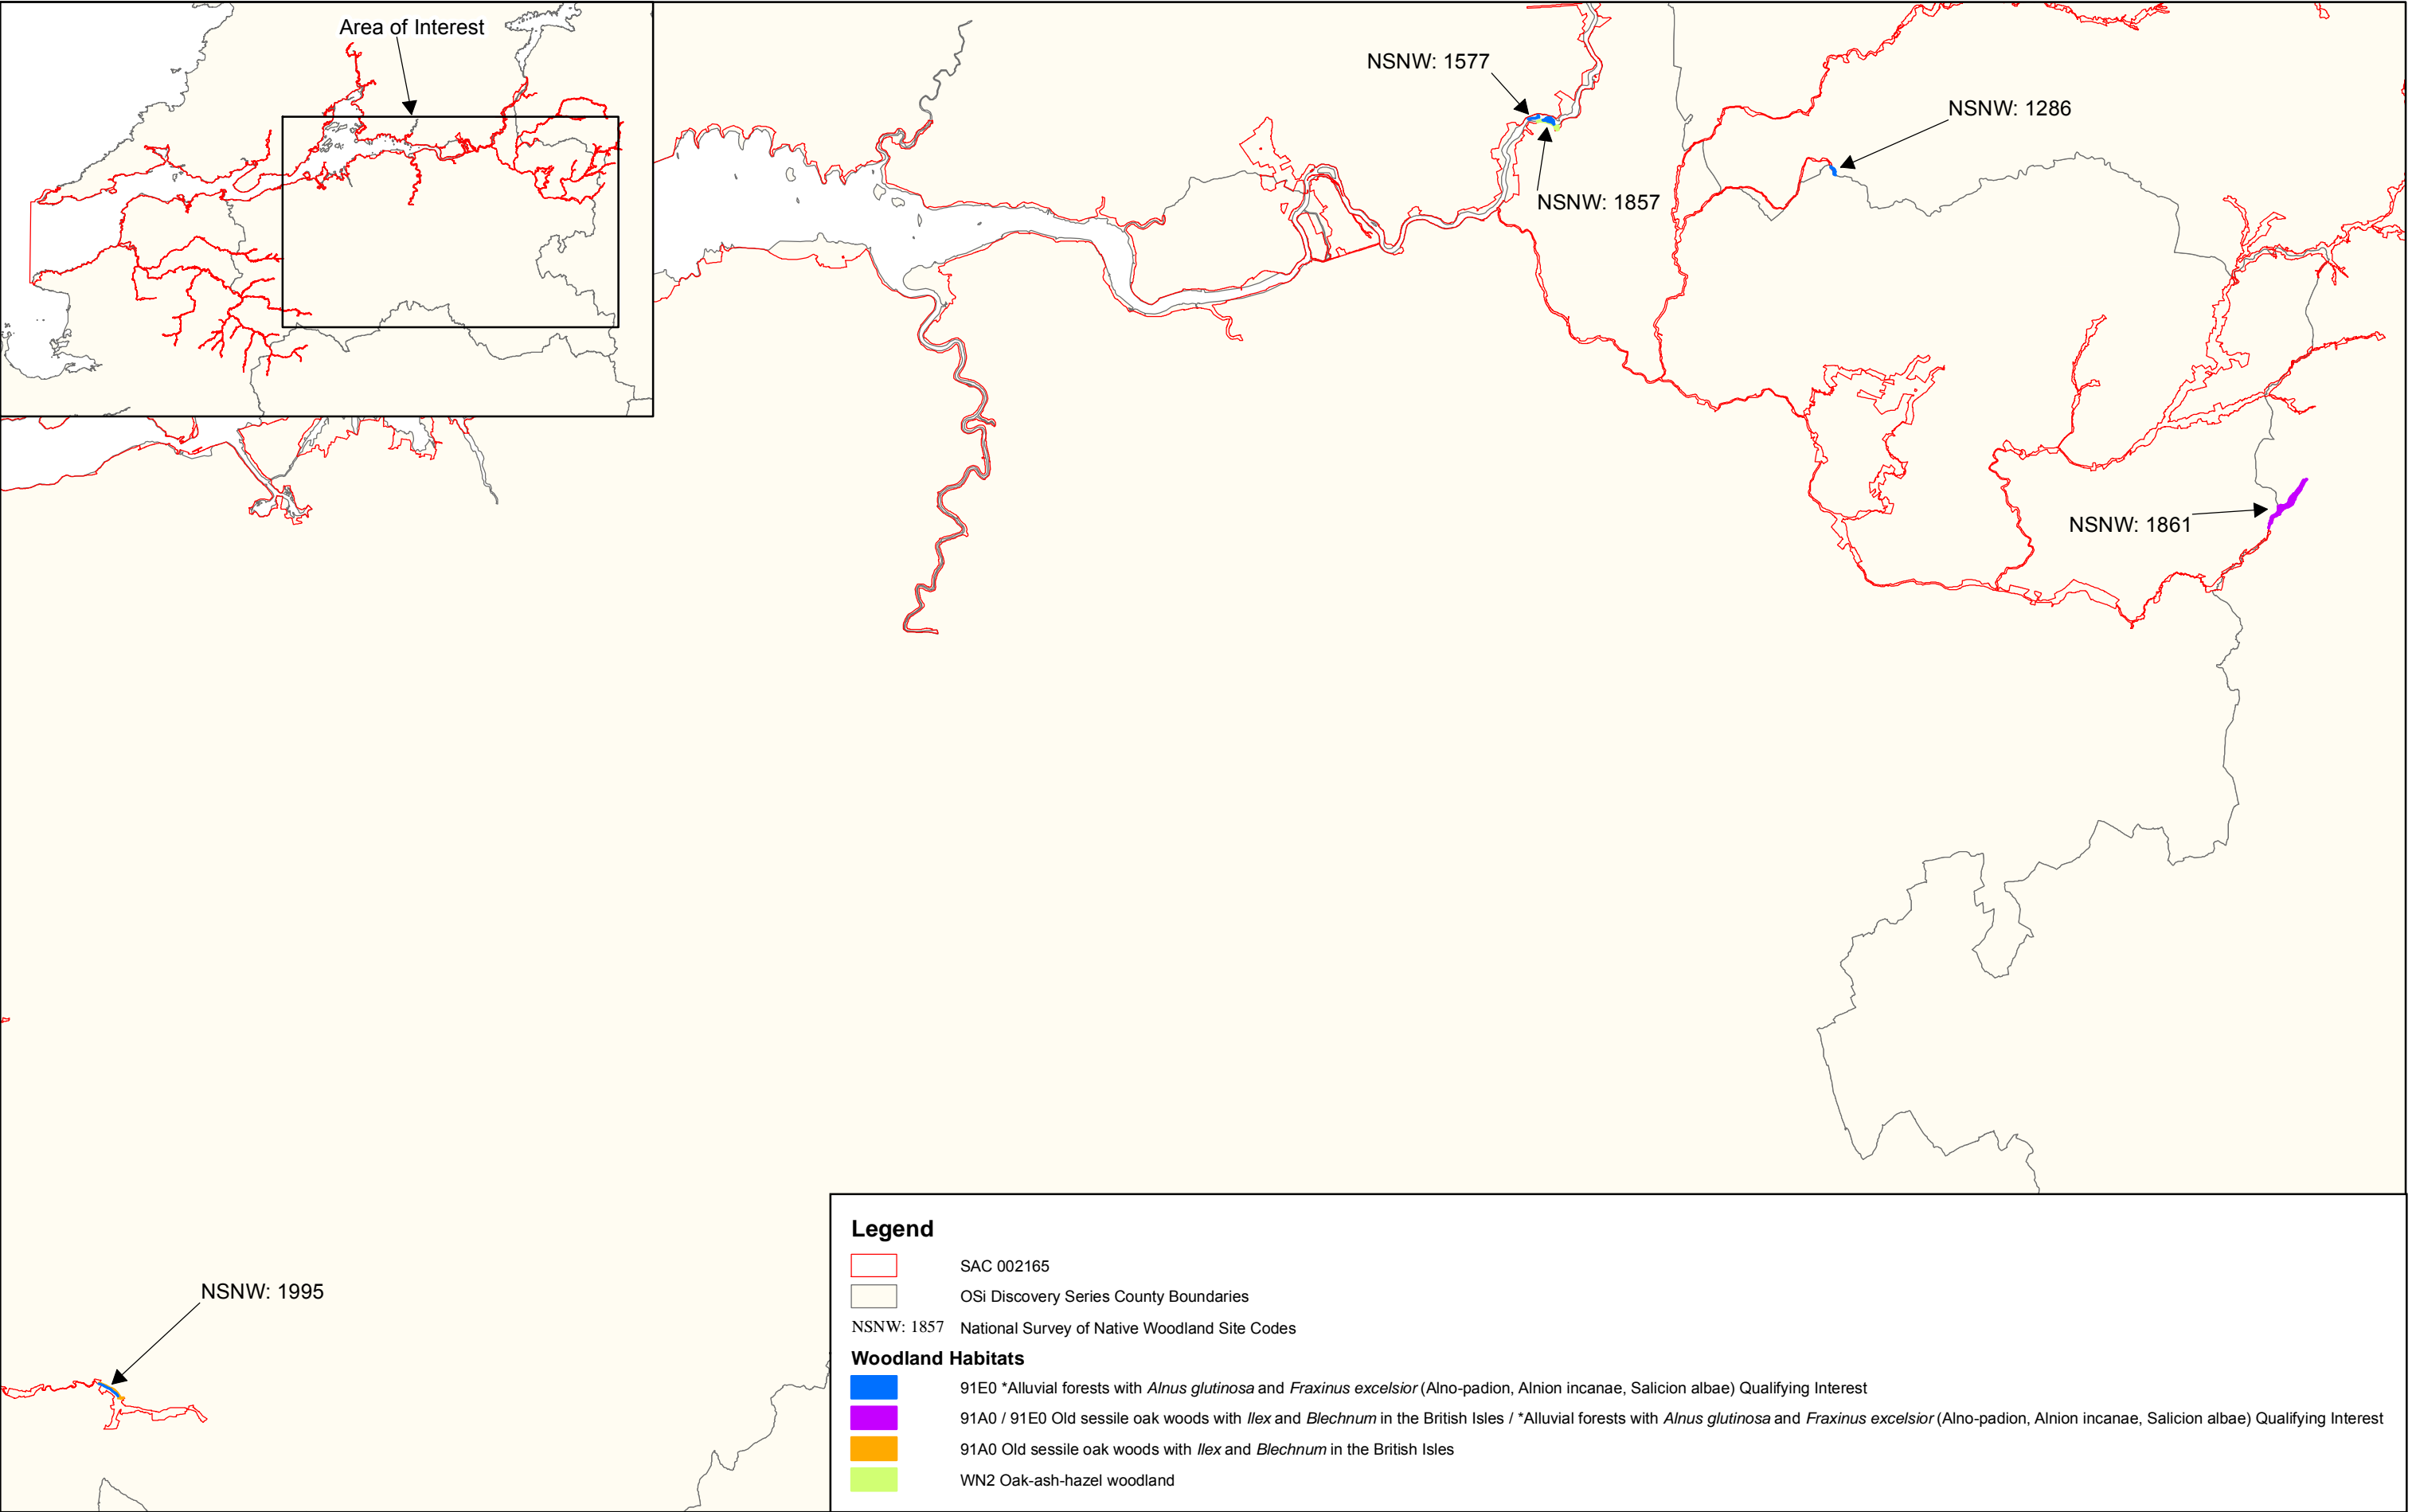 Area of Interest
NSNW: 1577
NSNW: 1286
NSNW: 1857
NSNW: 1861
NSNW: 1995
Legend
SAC 002165
OSi Discovery Series County Boundaries
NSNW: 1857 National Survey of Native Woodland Site Codes
Woodland Habitats
91E0 *Alluvial forests with Alnus glutinosa and Fraxinus excelsior (Alno-padion, Alnion incanae, Salicion albae) Qualifying Interest
91A0 / 91E0 Old sessile oak woods with Ilex and Blechnum in the British Isles / *Alluvial forests with Alnus glutinosa and Fraxinus excelsior (Alno-padion, Alnion incanae, Salicion albae) Qualifying Interest
91A0 Old sessile oak woods with Ilex and Blechnum in the British Isles
WN2 Oak-ash-hazel woodland